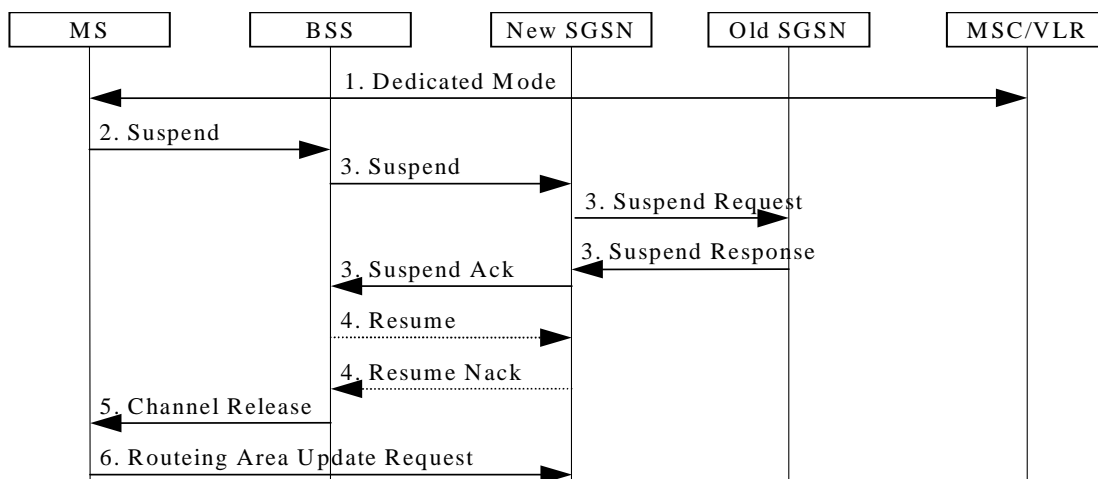 MS
BSS
New SGSN
Old SGSN
MSC/VLR
1. Dedicated Mode
2. Suspend
3. Suspend
3. Suspend Request
3. Suspend Response
3. Suspend Ack
4. Resume
4. Resume Nack
5. Channel Release
6. Routeing Area Update Request